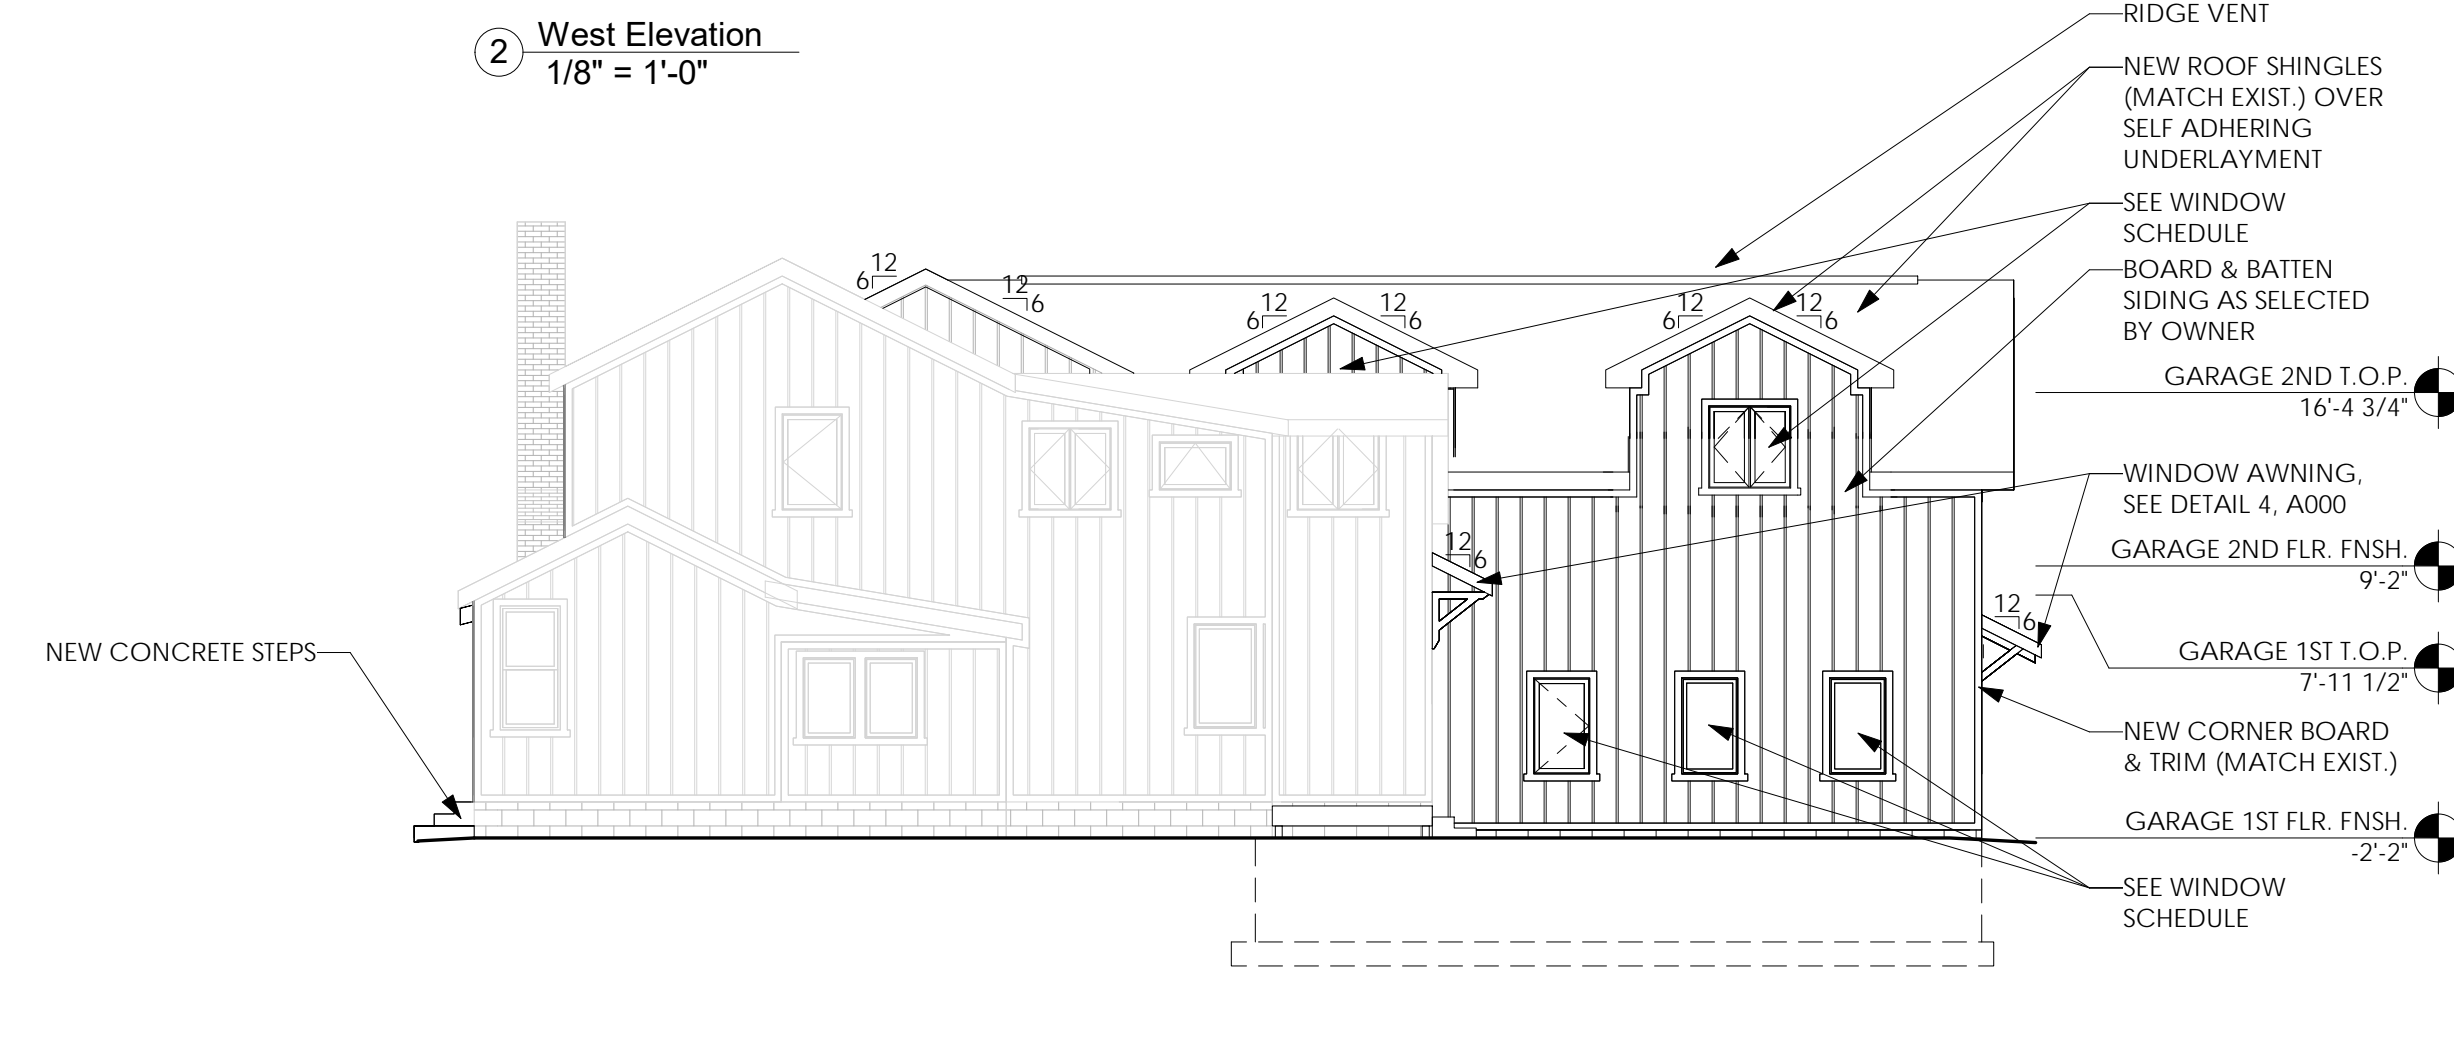 2
West Elevation
1/8" = 1'-0"
RIDGE VENT
NEW ROOF SHINGLES
(MATCH EXIST.) OVER
SELF ADHERING
UNDERLAYMENT
SEE WINDOW
SCHEDULE
BOARD & BATTEN
SIDING AS SELECTED
BY OWNER
12
6
12
6
12
6
12
6
12
6
12
6
GARAGE 2ND T.O.P.
16'-4 3/4"
WINDOW AWNING,
SEE DETAIL 4, A000
12
6
GARAGE 2ND FLR. FNSH.
9'-2"
12
6
NEW CONCRETE STEPS
GARAGE 1ST T.O.P.
7'-11 1/2"
NEW CORNER BOARD
& TRIM (MATCH EXIST.)
GARAGE 1ST FLR. FNSH.
-2'-2"
SEE WINDOW
SCHEDULE